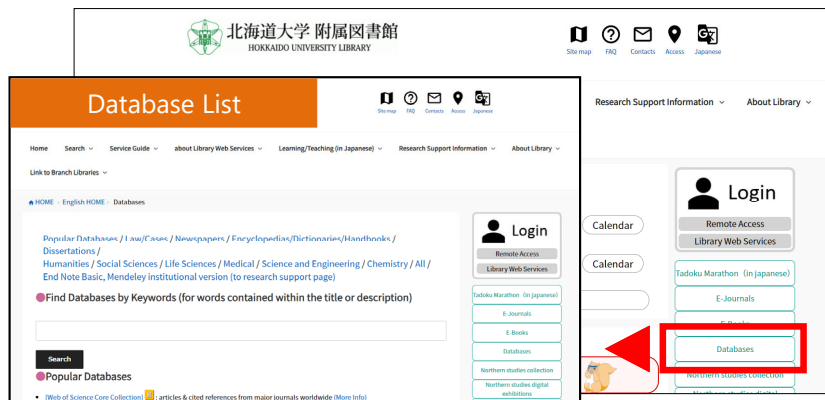 北海道大学 附属図書館
HOKKAIDO UNIVERSITY LIBRARY
Site map FAQ Contacts Access Japanese
Research Support Information About Library
Login
Remote Access
Library Web Services
Calendar
Calendar
Tadoku Marathon（in japanese）
E-Journals
E-Books
Databases
Northern studies collection
Northern studies digital
Database List
Site map FAQ Contacts Access Japanese
Home Search Service Guide about Library Web Services Learning/Teaching (in Japanese) Research Support Information About Library
Link to Branch Libraries
HOME English HOME Databases
Popular Databases / Law/Cases / Newspapers / Encyclopedias/Dictionaries/Handbooks /
Dissertations /
Humanities / Social Sciences / Life Sciences / Medical / Science and Engineering / Chemistry / All /
End Note Basic, Mendeley institutional version (to research support page)
Find Databases by Keywords (for words contained within the title or description)
Search
Popular Databases
[Web of Science Core Collection] : articles & cited references from major journals worldwide (More Info)
Login
Remote Access
Library Web Services
Tadoku Marathon（in japanese）
E-Journals
E-Books
Databases
Northern studies collection
Northern studies digital
exhibitions